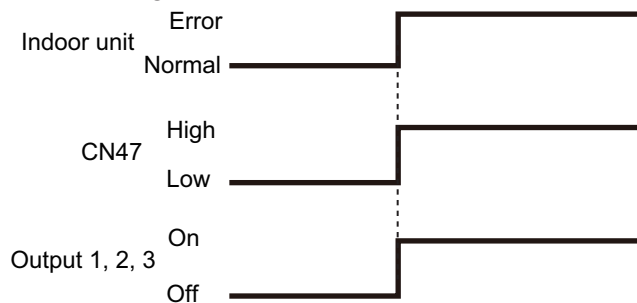 Error
Indoor unit
Normal
High
CN47
Low
On
Output 1, 2, 3
Off